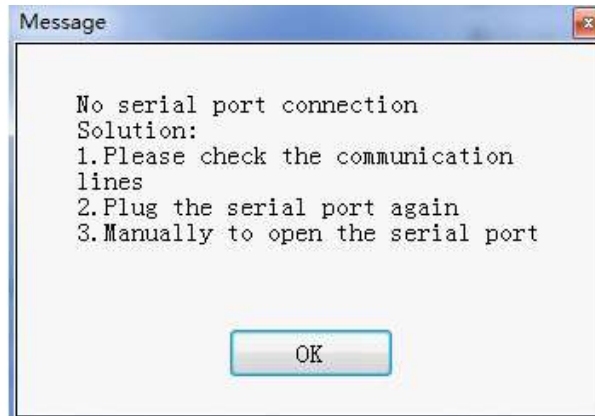 Message
No serial port connection
Solution:
1.Please check the communication
lines
2.Plug the serial port again
3.Manually to open the serial port
OK